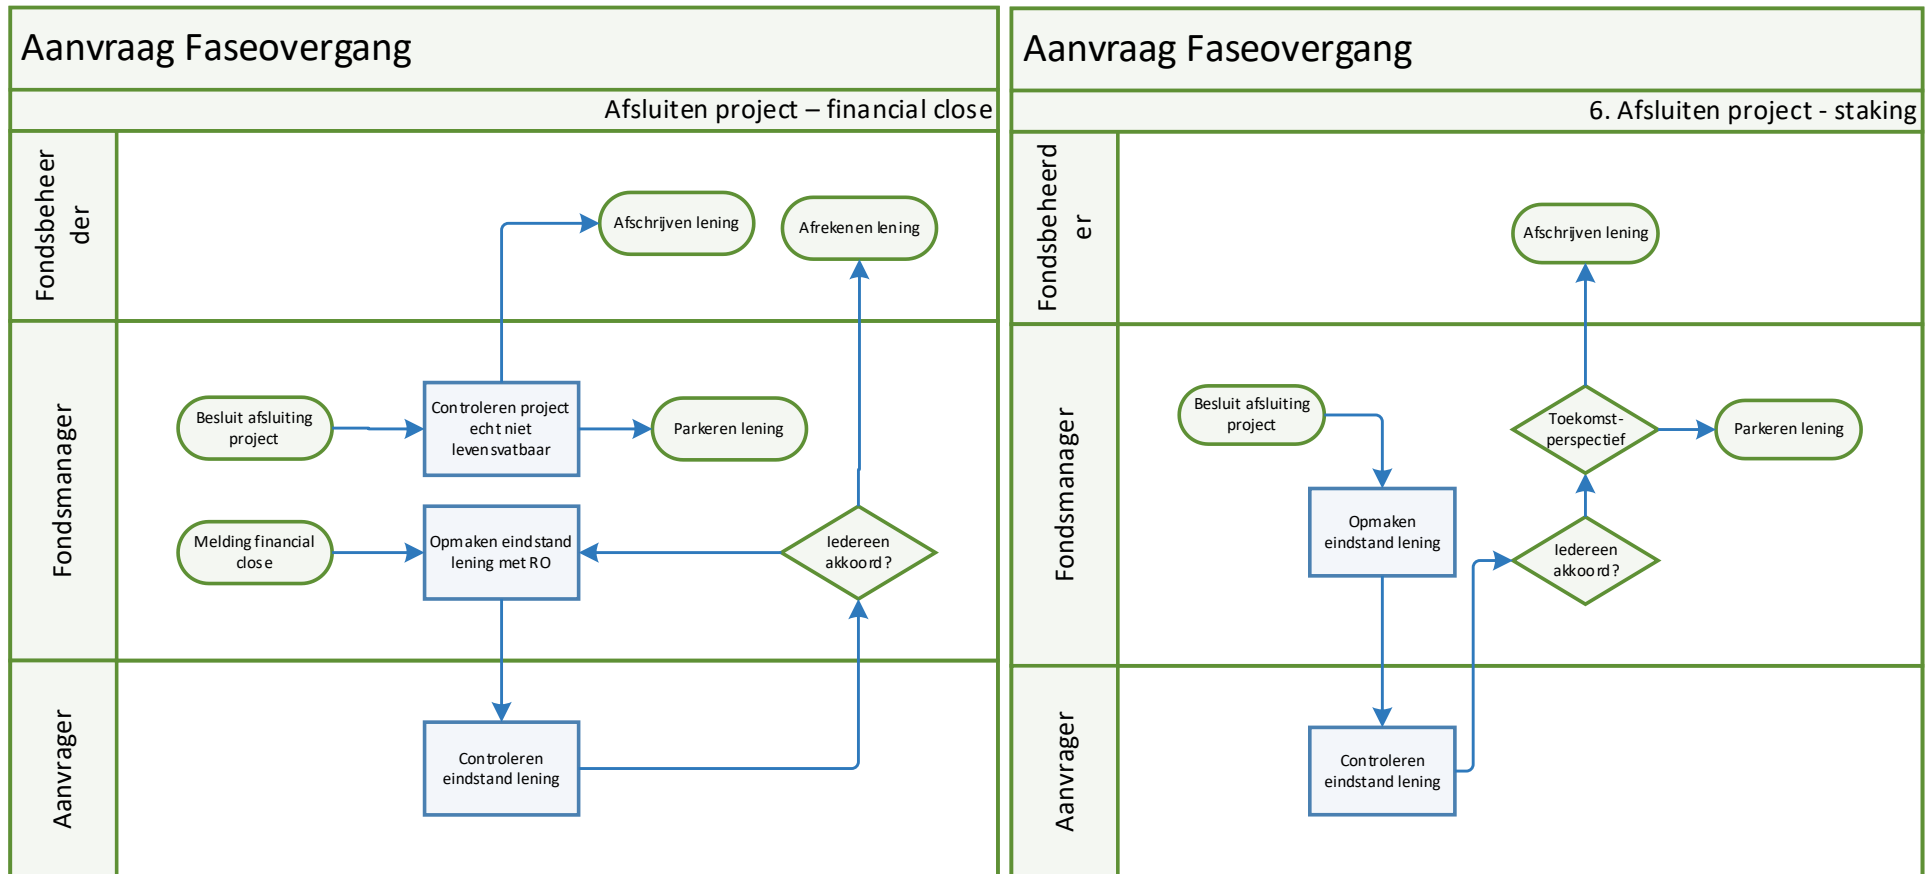 Aanvraag Faseovergang
Afsluiten project – financial close
Fondsbeheer
der
Afschrijven lening
Afrekenen lening
Fondsmanager
Besluit afsluiting
project
Controleren project
echt niet
levensvatbaar
Parkeren lening
Melding financial
close
Opmaken eindstand
lening met RO
Iedereen
akkoord?
Aanvrager
Controleren
eindstand lening
Aanvraag Faseovergang
6. Afsluiten project - staking
Fondsbeheerd
er
Afschrijven lening
Fondsmanager
Besluit afsluiting
project
Toekomst-
perspectief
Parkeren lening
Opmaken
eindstand lening
Iedereen
akkoord?
Aanvrager
Controleren
eindstand lening